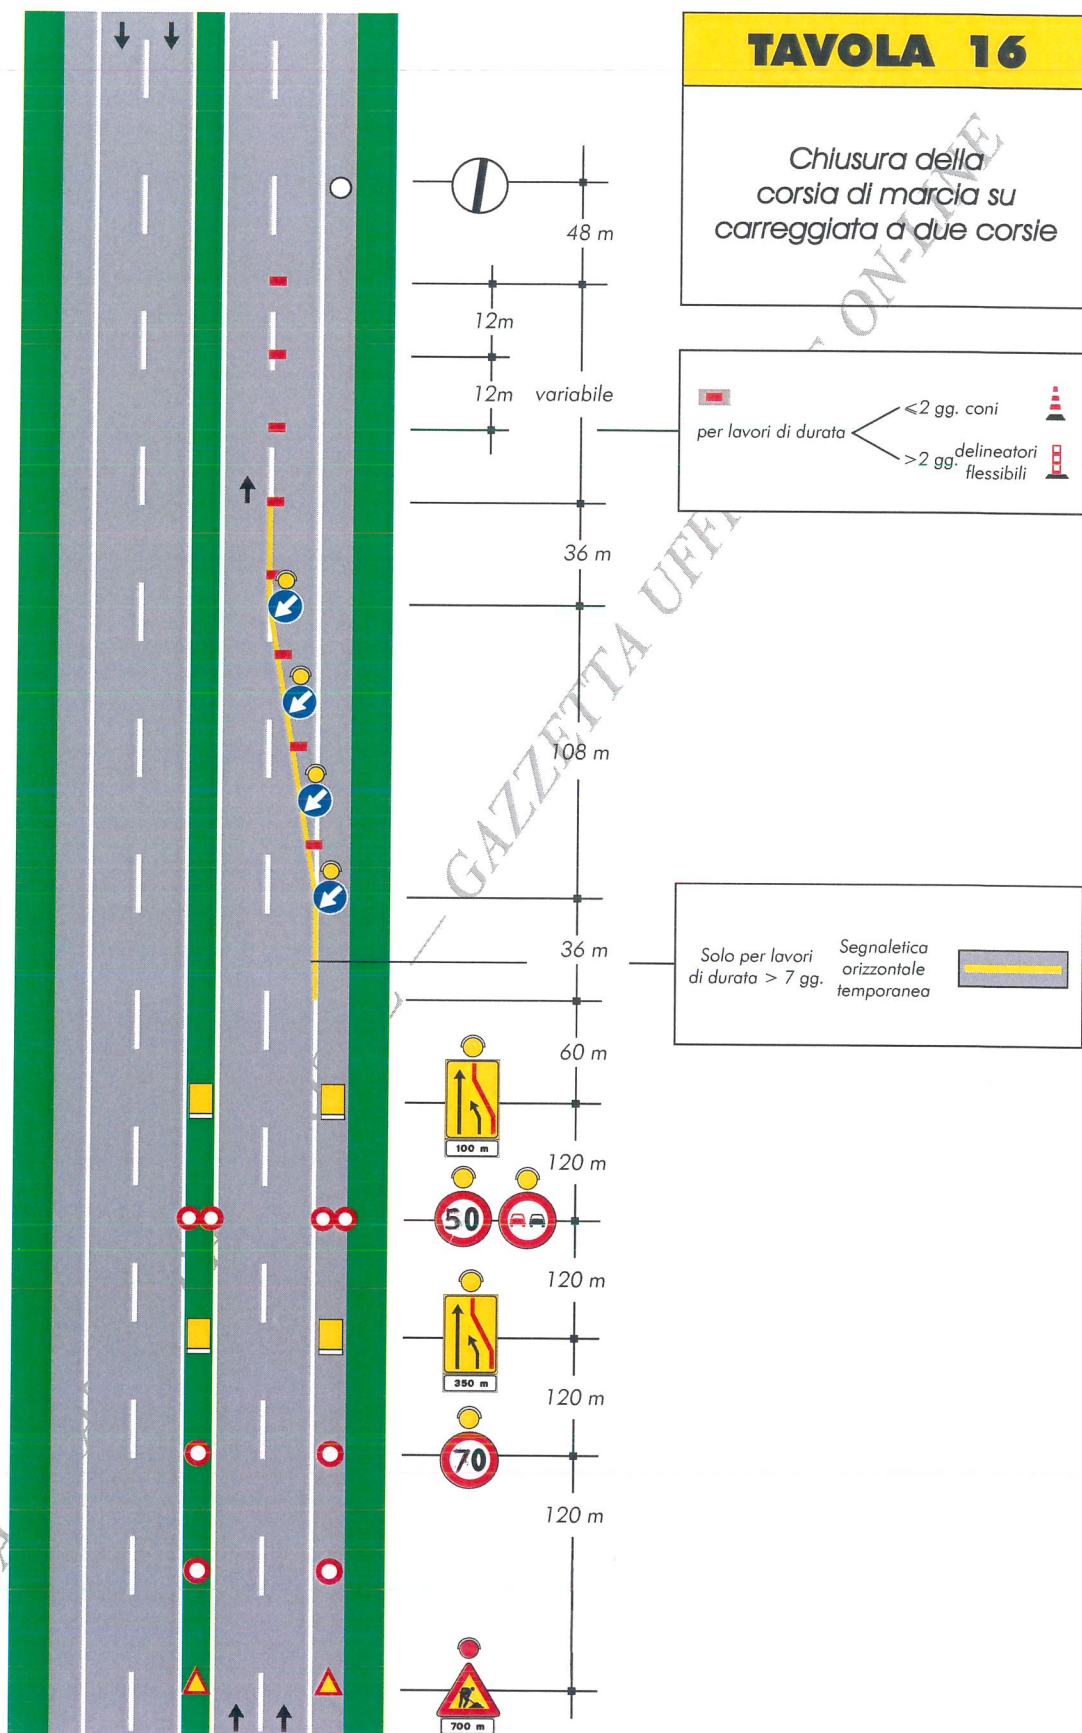 TAVOLA 16
Chiusura della
corsia di marcia su
carreggiata a due corsie
48 m
12m
12m
variabile
per lavori di durata
<2 gg. coni
>2 gg. delineatori
flessibili
36 m
108 m
36 m
Solo per lavori
di durata > 7 gg.
Segnaletica
orizzontale
temporanea
60 m
100 m
120 m
50
120 m
350 m
120 m
70
120 m
700 m
GAZZETTA UFFI
ON-LINE